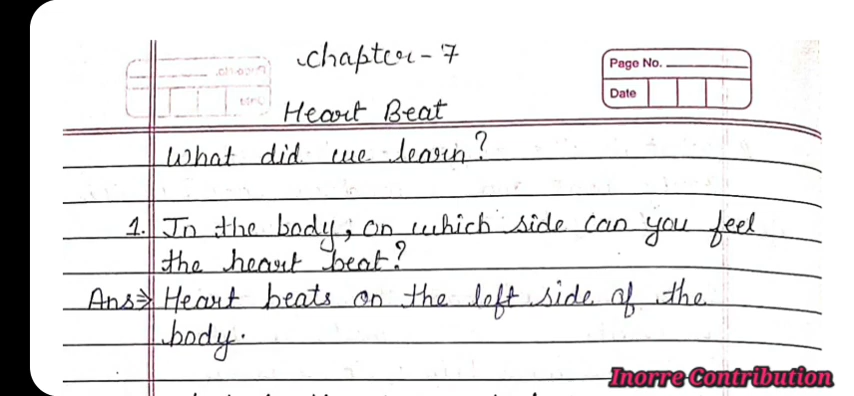 Chapter - 7
Page No.
Date
Heart Beat
What did we learn?
1. In the body, on which side can you feel
the heart beat?
Ans⇒ Heart beats on the left side of the
body.
Inorre Contribution